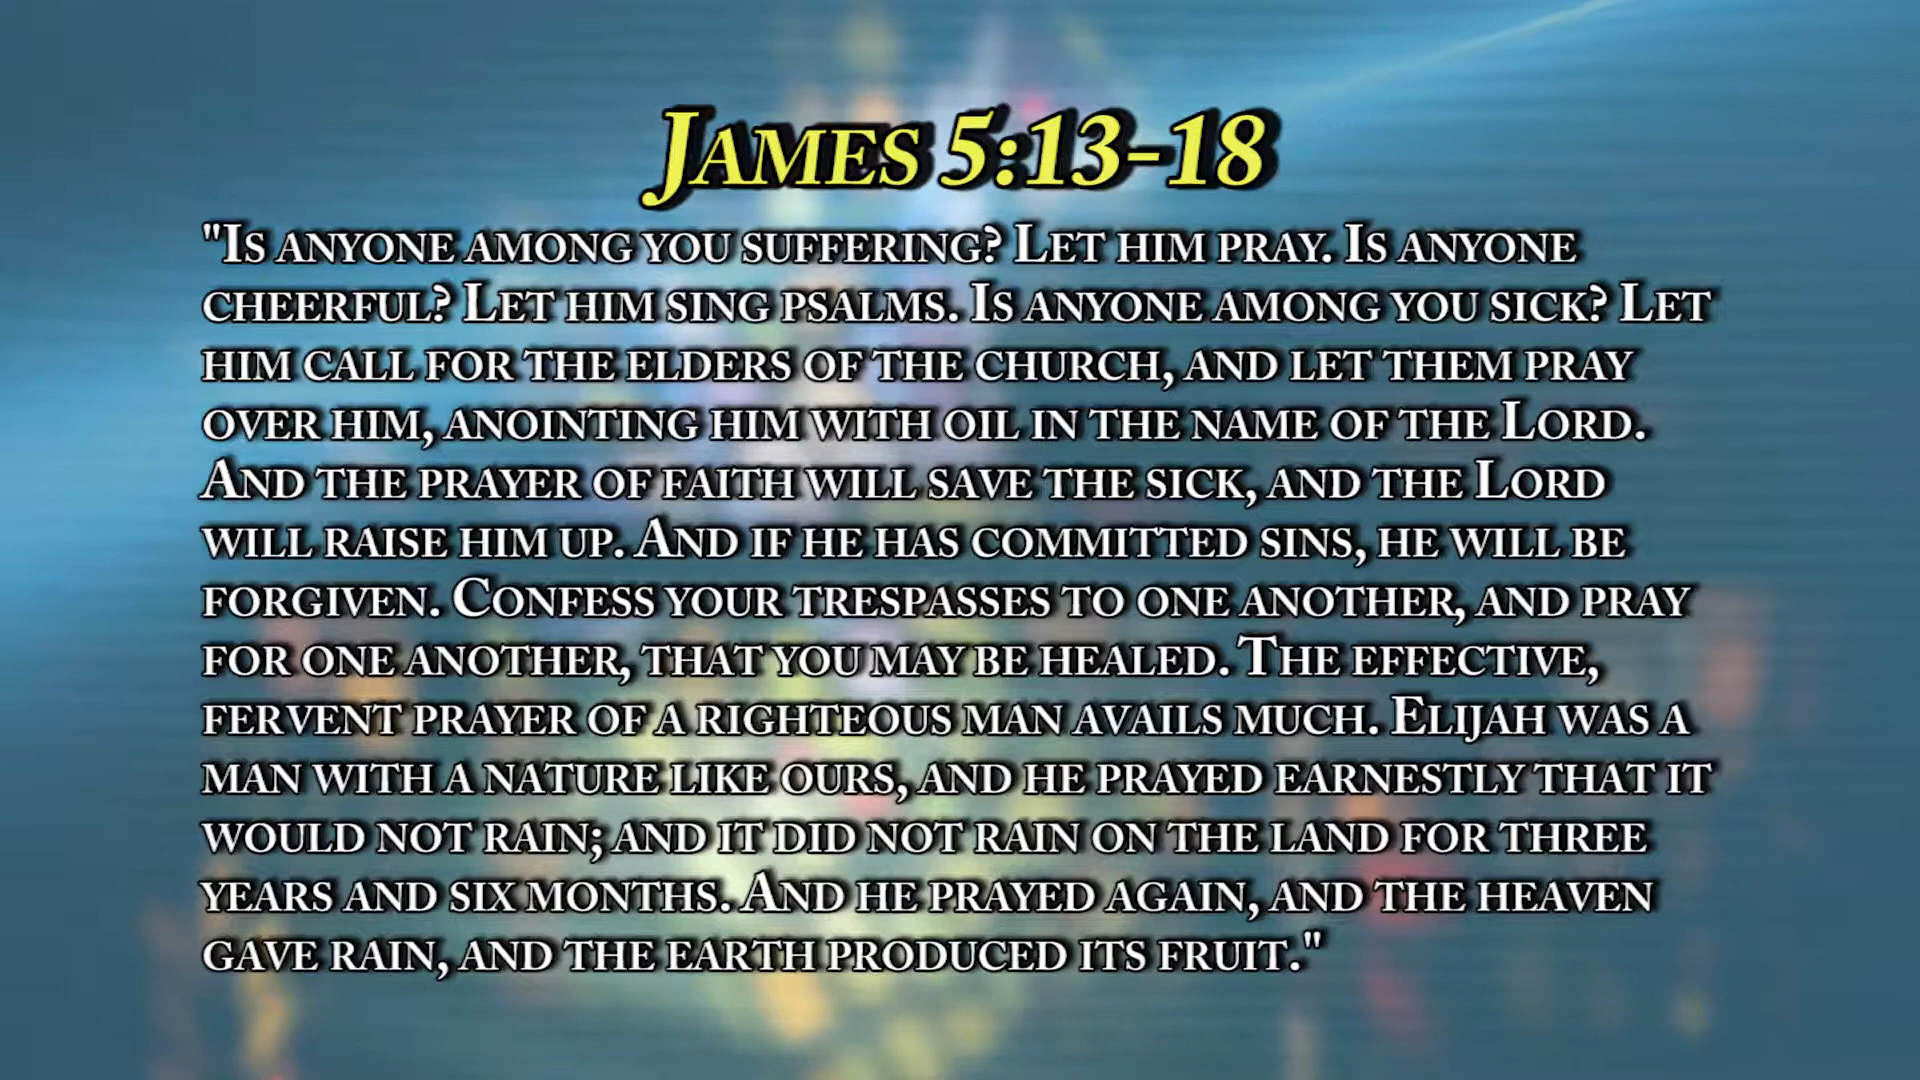 James 5:13–18
"Is anyone among you suffering? Let him pray. Is anyone
cheerful? Let him sing psalms. Is anyone among you sick? Let
him call for the elders of the church, and let them pray
over him, anointing him with oil in the name of the Lord.
And the prayer of faith will save the sick, and the Lord
will raise him up. And if he has committed sins, he will be
forgiven. Confess your trespasses to one another, and pray
for one another, that you may be healed. The effective,
fervent prayer of a righteous man avails much. Elijah was a
man with a nature like ours, and he prayed earnestly that it
would not rain; and it did not rain on the land for three
years and six months. And he prayed again, and the heaven
gave rain, and the earth produced its fruit."